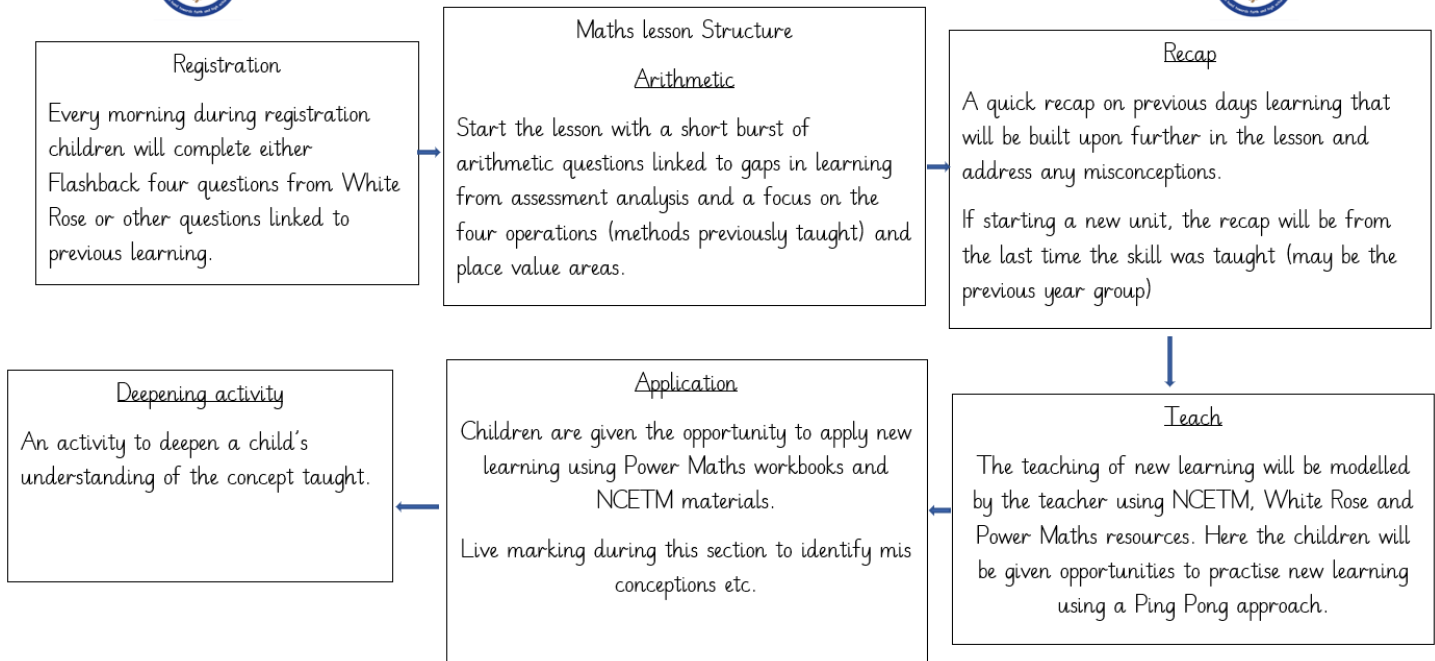 Registration
Every morning during registration
children will complete either
Flashback four questions from White
Rose or other questions linked to
previous learning.
Maths lesson Structure
Arithmetic
Start the lesson with a short burst of
arithmetic questions linked to gaps in learning
from assessment analysis and a focus on the
four operations (methods previously taught) and
place value areas.
Recap
A quick recap on previous days learning that
will be built upon further in the lesson and
address any misconceptions.
If starting a new unit, the recap will be from
the last time the skill was taught (may be the
previous year group)
Teach
The teaching of new learning will be modelled
by the teacher using NCETM, White Rose and
Power Maths resources. Here the children will
be given opportunities to practise new learning
using a Ping Pong approach.
Application
Children are given the opportunity to apply new
learning using Power Maths workbooks and
NCETM materials.
Live marking during this section to identify mis
conceptions etc.
Deepening activity
An activity to deepen a child's
understanding of the concept taught.